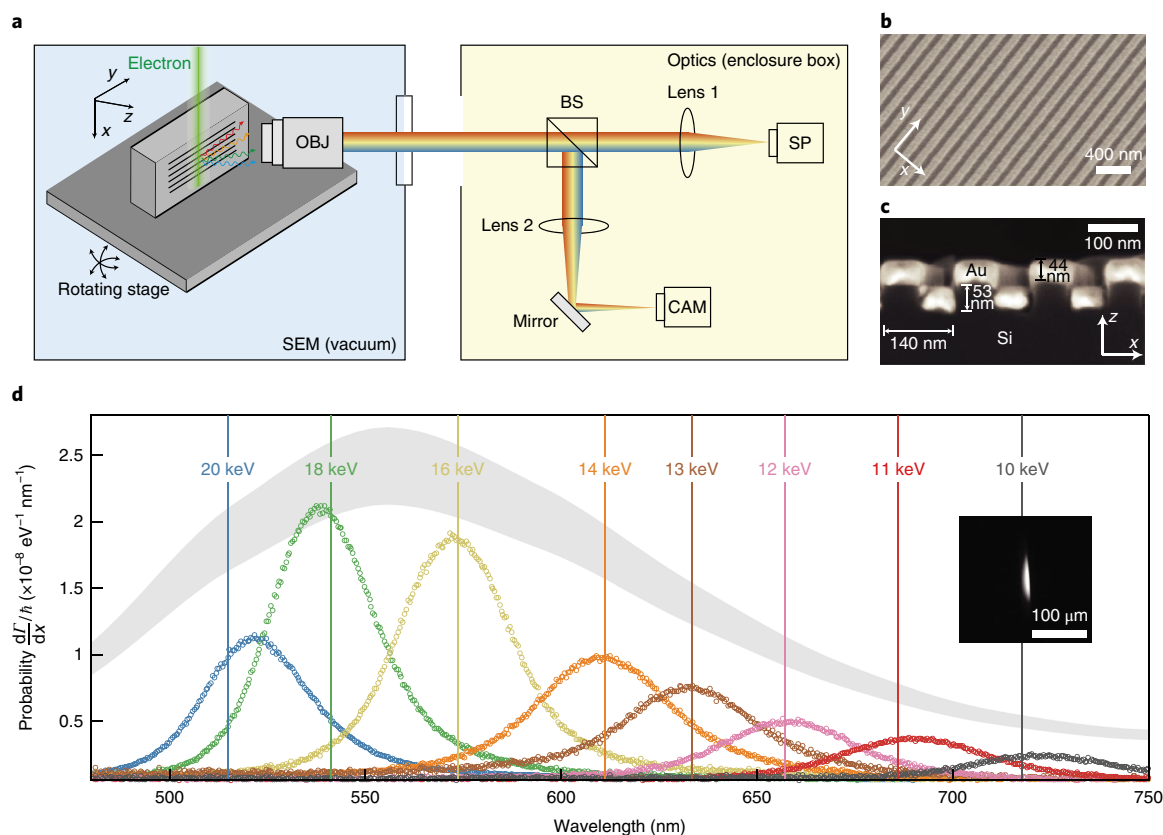 a
Electron
y
z
x
OBJ
Rotating stage
SEM (vacuum)
Optics (enclosure box)
BS
Lens 1
SP
Lens 2
Mirror
CAM
b
y
x
400 nm
c
100 nm
Au
44
nm
53
nm
140 nm
Si
z
x
d
Probability dΓ/dx /ħ (×10⁻⁸ eV⁻¹ nm⁻¹)
2.5
2
1.5
1
0.5
20 keV
18 keV
16 keV
14 keV
13 keV
12 keV
11 keV
10 keV
100 μm
500
550
600
650
700
750
Wavelength (nm)